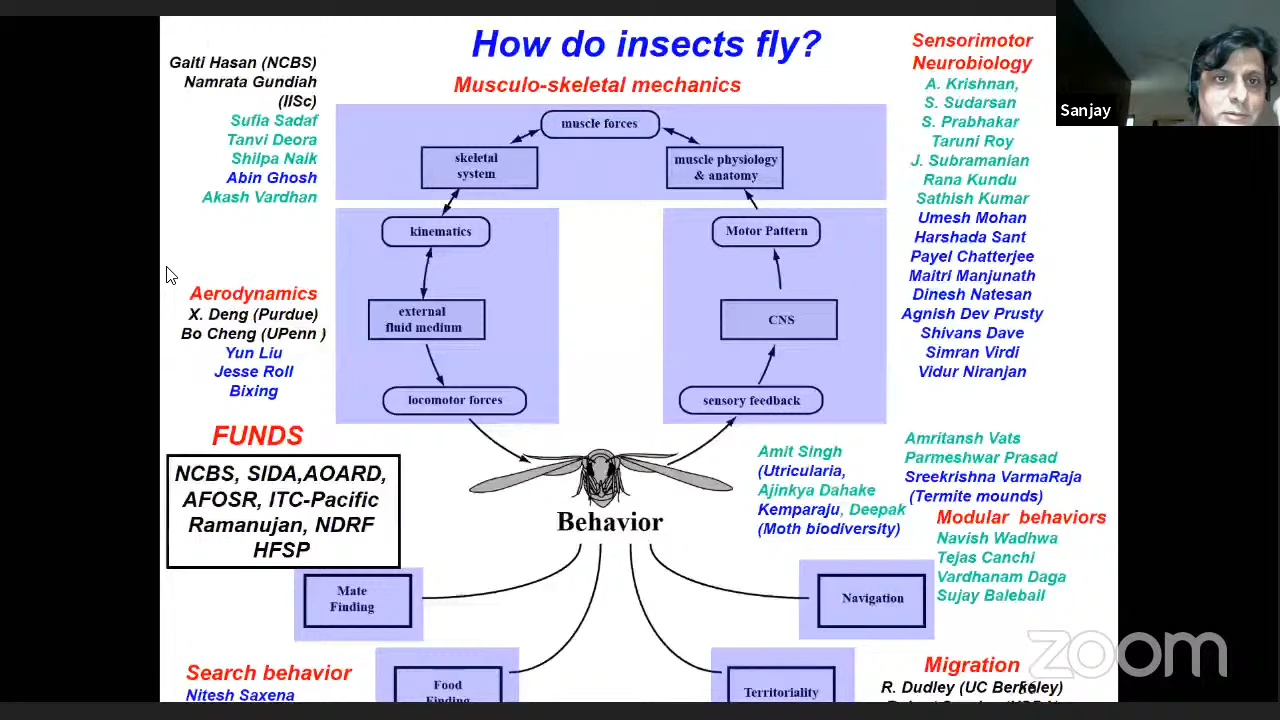 How do insects fly?
Musculo-skeletal mechanics
Gaiti Hasan (NCBS)
Namrata Gundiah
(IISc)
Sufia Sadaf
Tanvi Deora
Shilpa Naik
Abin Ghosh
Akash Vardhan
muscle forces
skeletal
system
muscle physiology
& anatomy
kinematics
Motor Pattern
external
fluid medium
CNS
locomotor forces
sensory feedback
Sensorimotor
Neurobiology
A. Krishnan,
S. Sudarsan
S. Prabhakar
Taruni Roy
J. Subramanian
Rana Kundu
Sathish Kumar
Umesh Mohan
Harshada Sant
Payel Chatterjee
Maitri Manjunath
Dinesh Natesan
Agnish Dev Prusty
Shivans Dave
Simran Virdi
Vidur Niranjan
Sanjay
Aerodynamics
X. Deng (Purdue)
Bo Cheng (UPenn )
Yun Liu
Jesse Roll
Bixing
FUNDS
NCBS, SIDA,AOARD,
AFOSR, ITC-Pacific
Ramanujan, NDRF
HFSP
Behavior
Amit Singh
(Utricularia,
Ajinkya Dahake
Kemparaju, Deepak
(Moth biodiversity)
Amritansh Vats
Parmeshwar Prasad
Sreekrishna VarmaRaja
(Termite mounds)
Modular behaviors
Navish Wadhwa
Tejas Canchi
Vardhanam Daga
Sujay Balebail
Mate
Finding
Navigation
Food
Finding
Territoriality
Search behavior
Nitesh Saxena
Migration
R. Dudley (UC Berkeley)
zoom